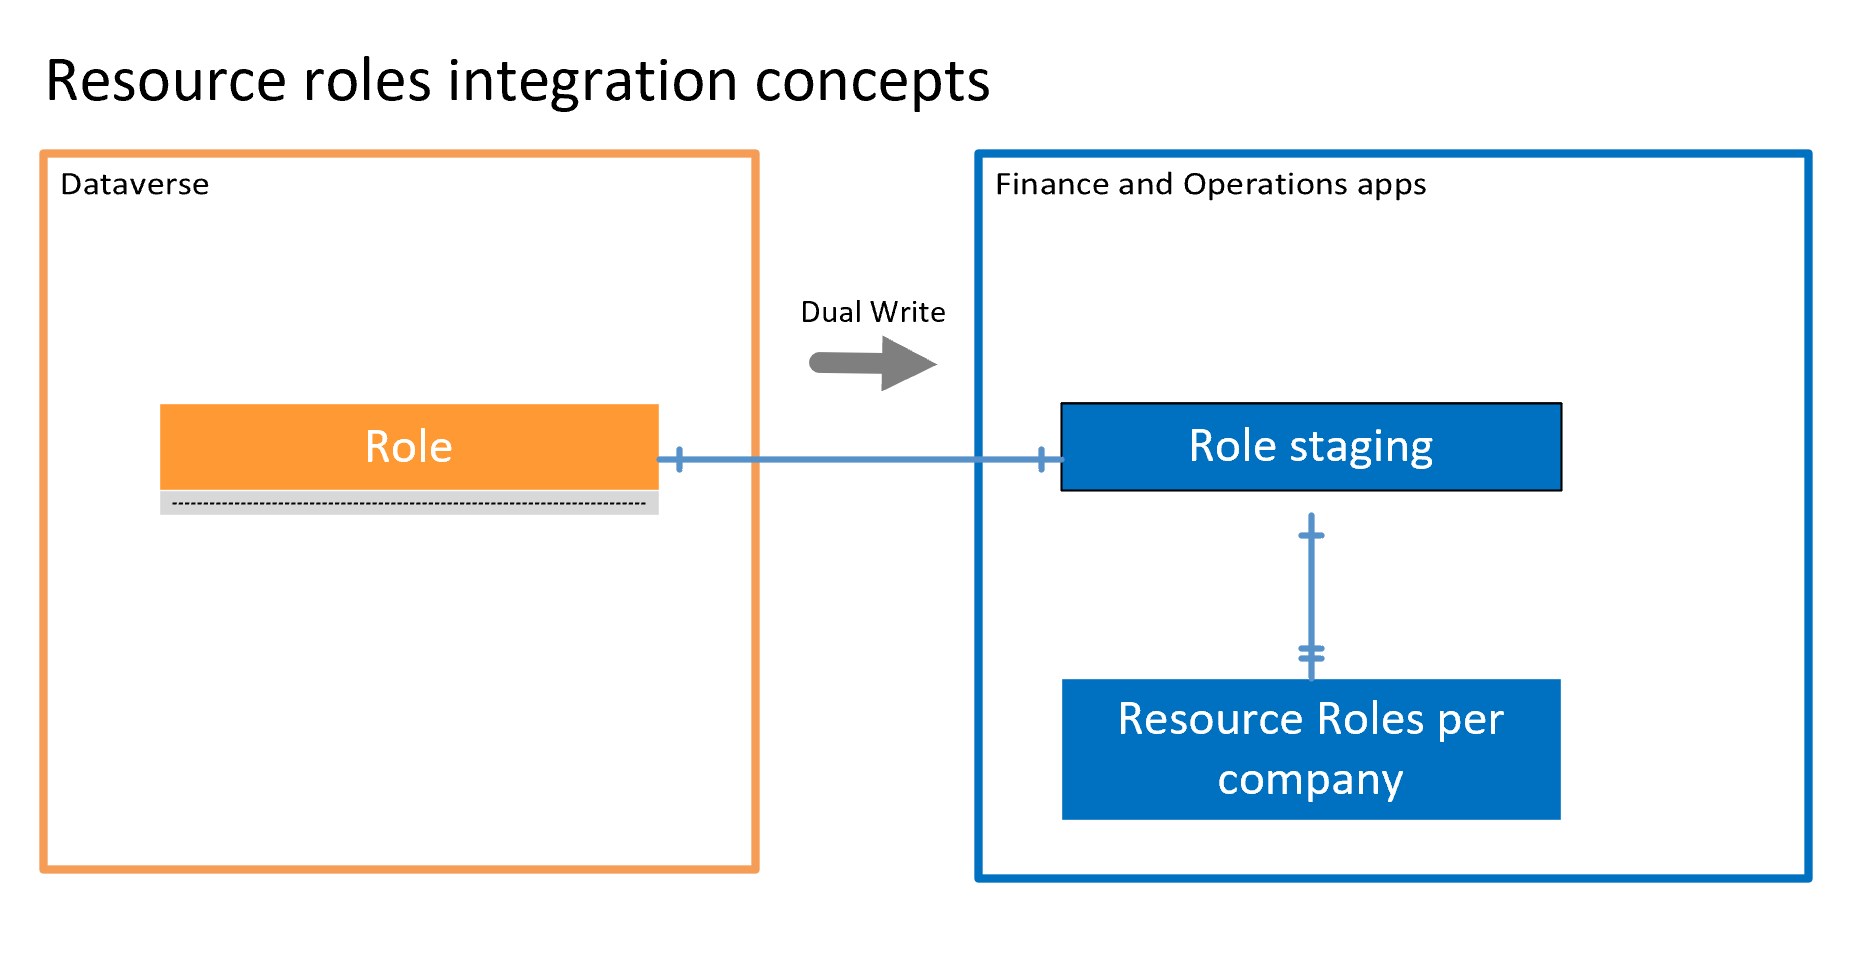 Resource roles integration concepts
Dataverse
Finance and Operations apps
Dual Write
Role
Role staging
Resource Roles per
company